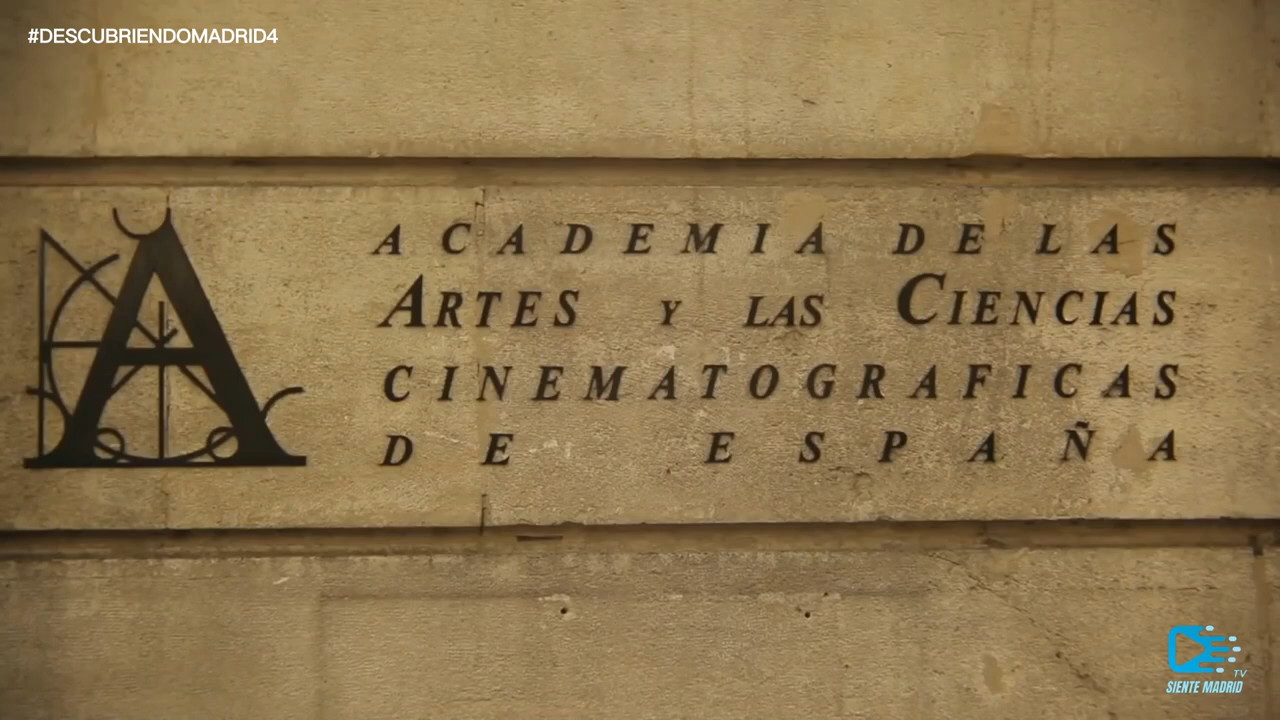 #DESCUBRIENDOMADRID4
ACADEMIA DE LAS
ARTES Y LAS CIENCIAS
CINEMATOGRAFICAS
DE ESPAÑA
TV
SIENTE MADRID